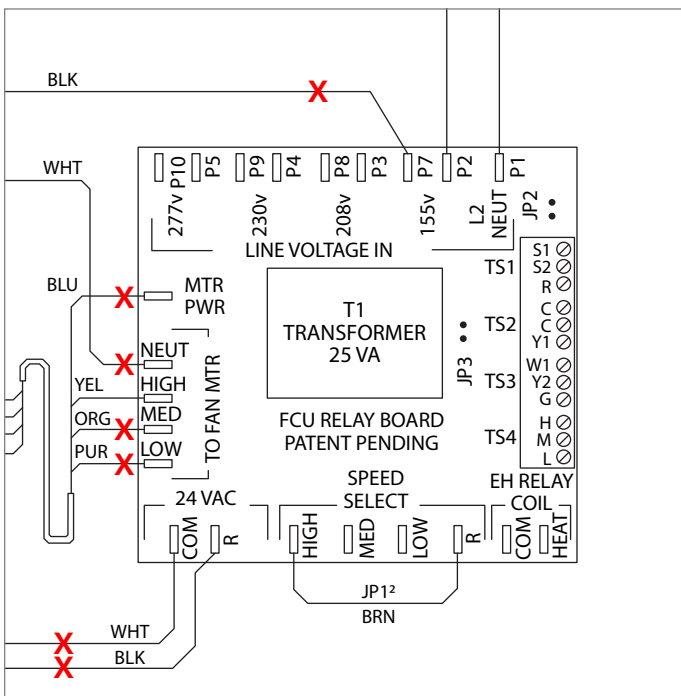 BLK
X
WHT
P10
P5
P9
P4
P8
P3
P7
P2
P1
277v
230v
208v
155v
L2
NEUT
JP2
LINE VOLTAGE IN
BLU
X
MTR
PWR
T1
TRANSFORMER
25 VA
JP3
TS1
S1
S2
R
TS2
C
C
Y1
TS3
W1
Y2
G
TS4
H
M
L
X
NEUT
YEL
HIGH
ORG
X
MED
PUR
X
LOW
TO FAN MTR
FCU RELAY BOARD
PATENT PENDING
24 VAC
COM
R
SPEED
SELECT
HIGH
MED
LOW
R
EH RELAY
COIL
COM
HEAT
JP1²
BRN
WHT
X
BLK
X